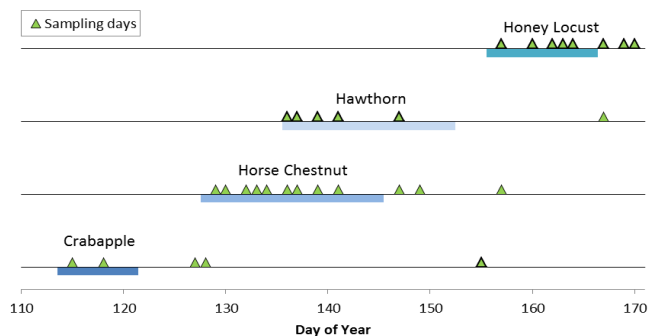 Sampling days
Honey Locust
Hawthorn
Horse Chestnut
Crabapple
110 120 130 140 150 160 170
Day of Year